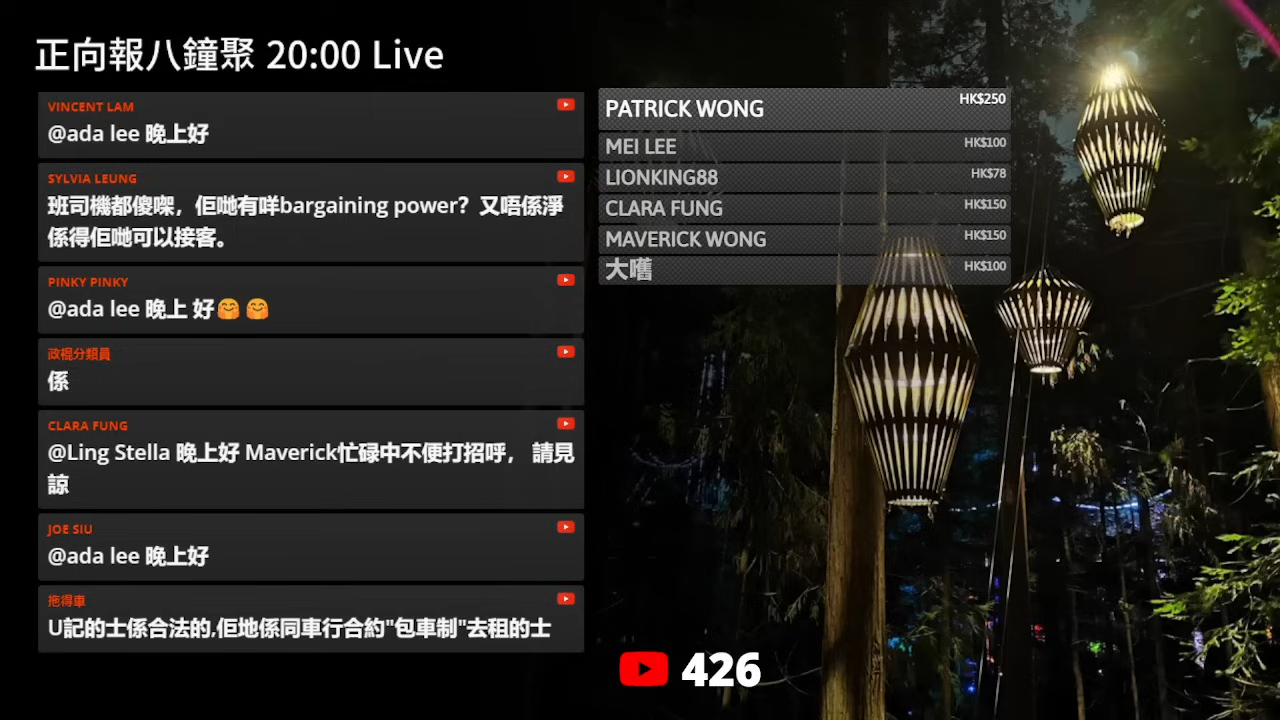 正向報八鐘聚 20:00 Live
VINCENT LAM
@ada lee 晚上好
SYLVIA LEUNG
班司機都傻㗎，佢哋有咩bargaining power？又唔係淨
係得佢哋可以接客。
PINKY PINKY
@ada lee 晚上 好🤗 🤗
政棍分類員
係
CLARA FUNG
@Ling Stella 晚上好 Maverick忙碌中不便打招呼， 請見
諒
JOE SIU
@ada lee 晚上好
拖得車
U記的士係合法的,佢地係同車行合約"包車制"去租的士
PATRICK WONG HK$250
MEI LEE HK$100
LIONKING88 HK$78
CLARA FUNG HK$150
MAVERICK WONG HK$150
大嚿 HK$100
426